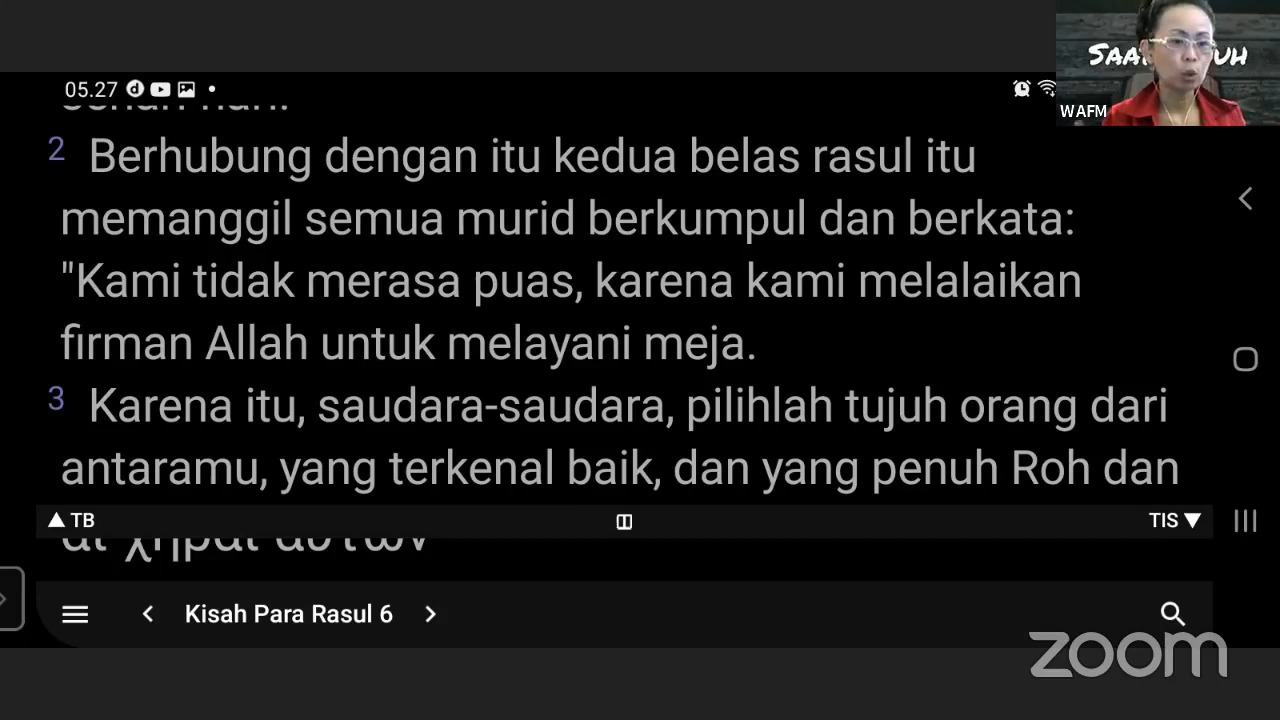 05.27
WAFM
2 Berhubung dengan itu kedua belas rasul itu
memanggil semua murid berkumpul dan berkata:
"Kami tidak merasa puas, karena kami melalaikan
firman Allah untuk melayani meja.
3 Karena itu, saudara-saudara, pilihlah tujuh orang dari
antaramu, yang terkenal baik, dan yang penuh Roh dan
▲ TB
TIS ▼
Kisah Para Rasul 6
zoom